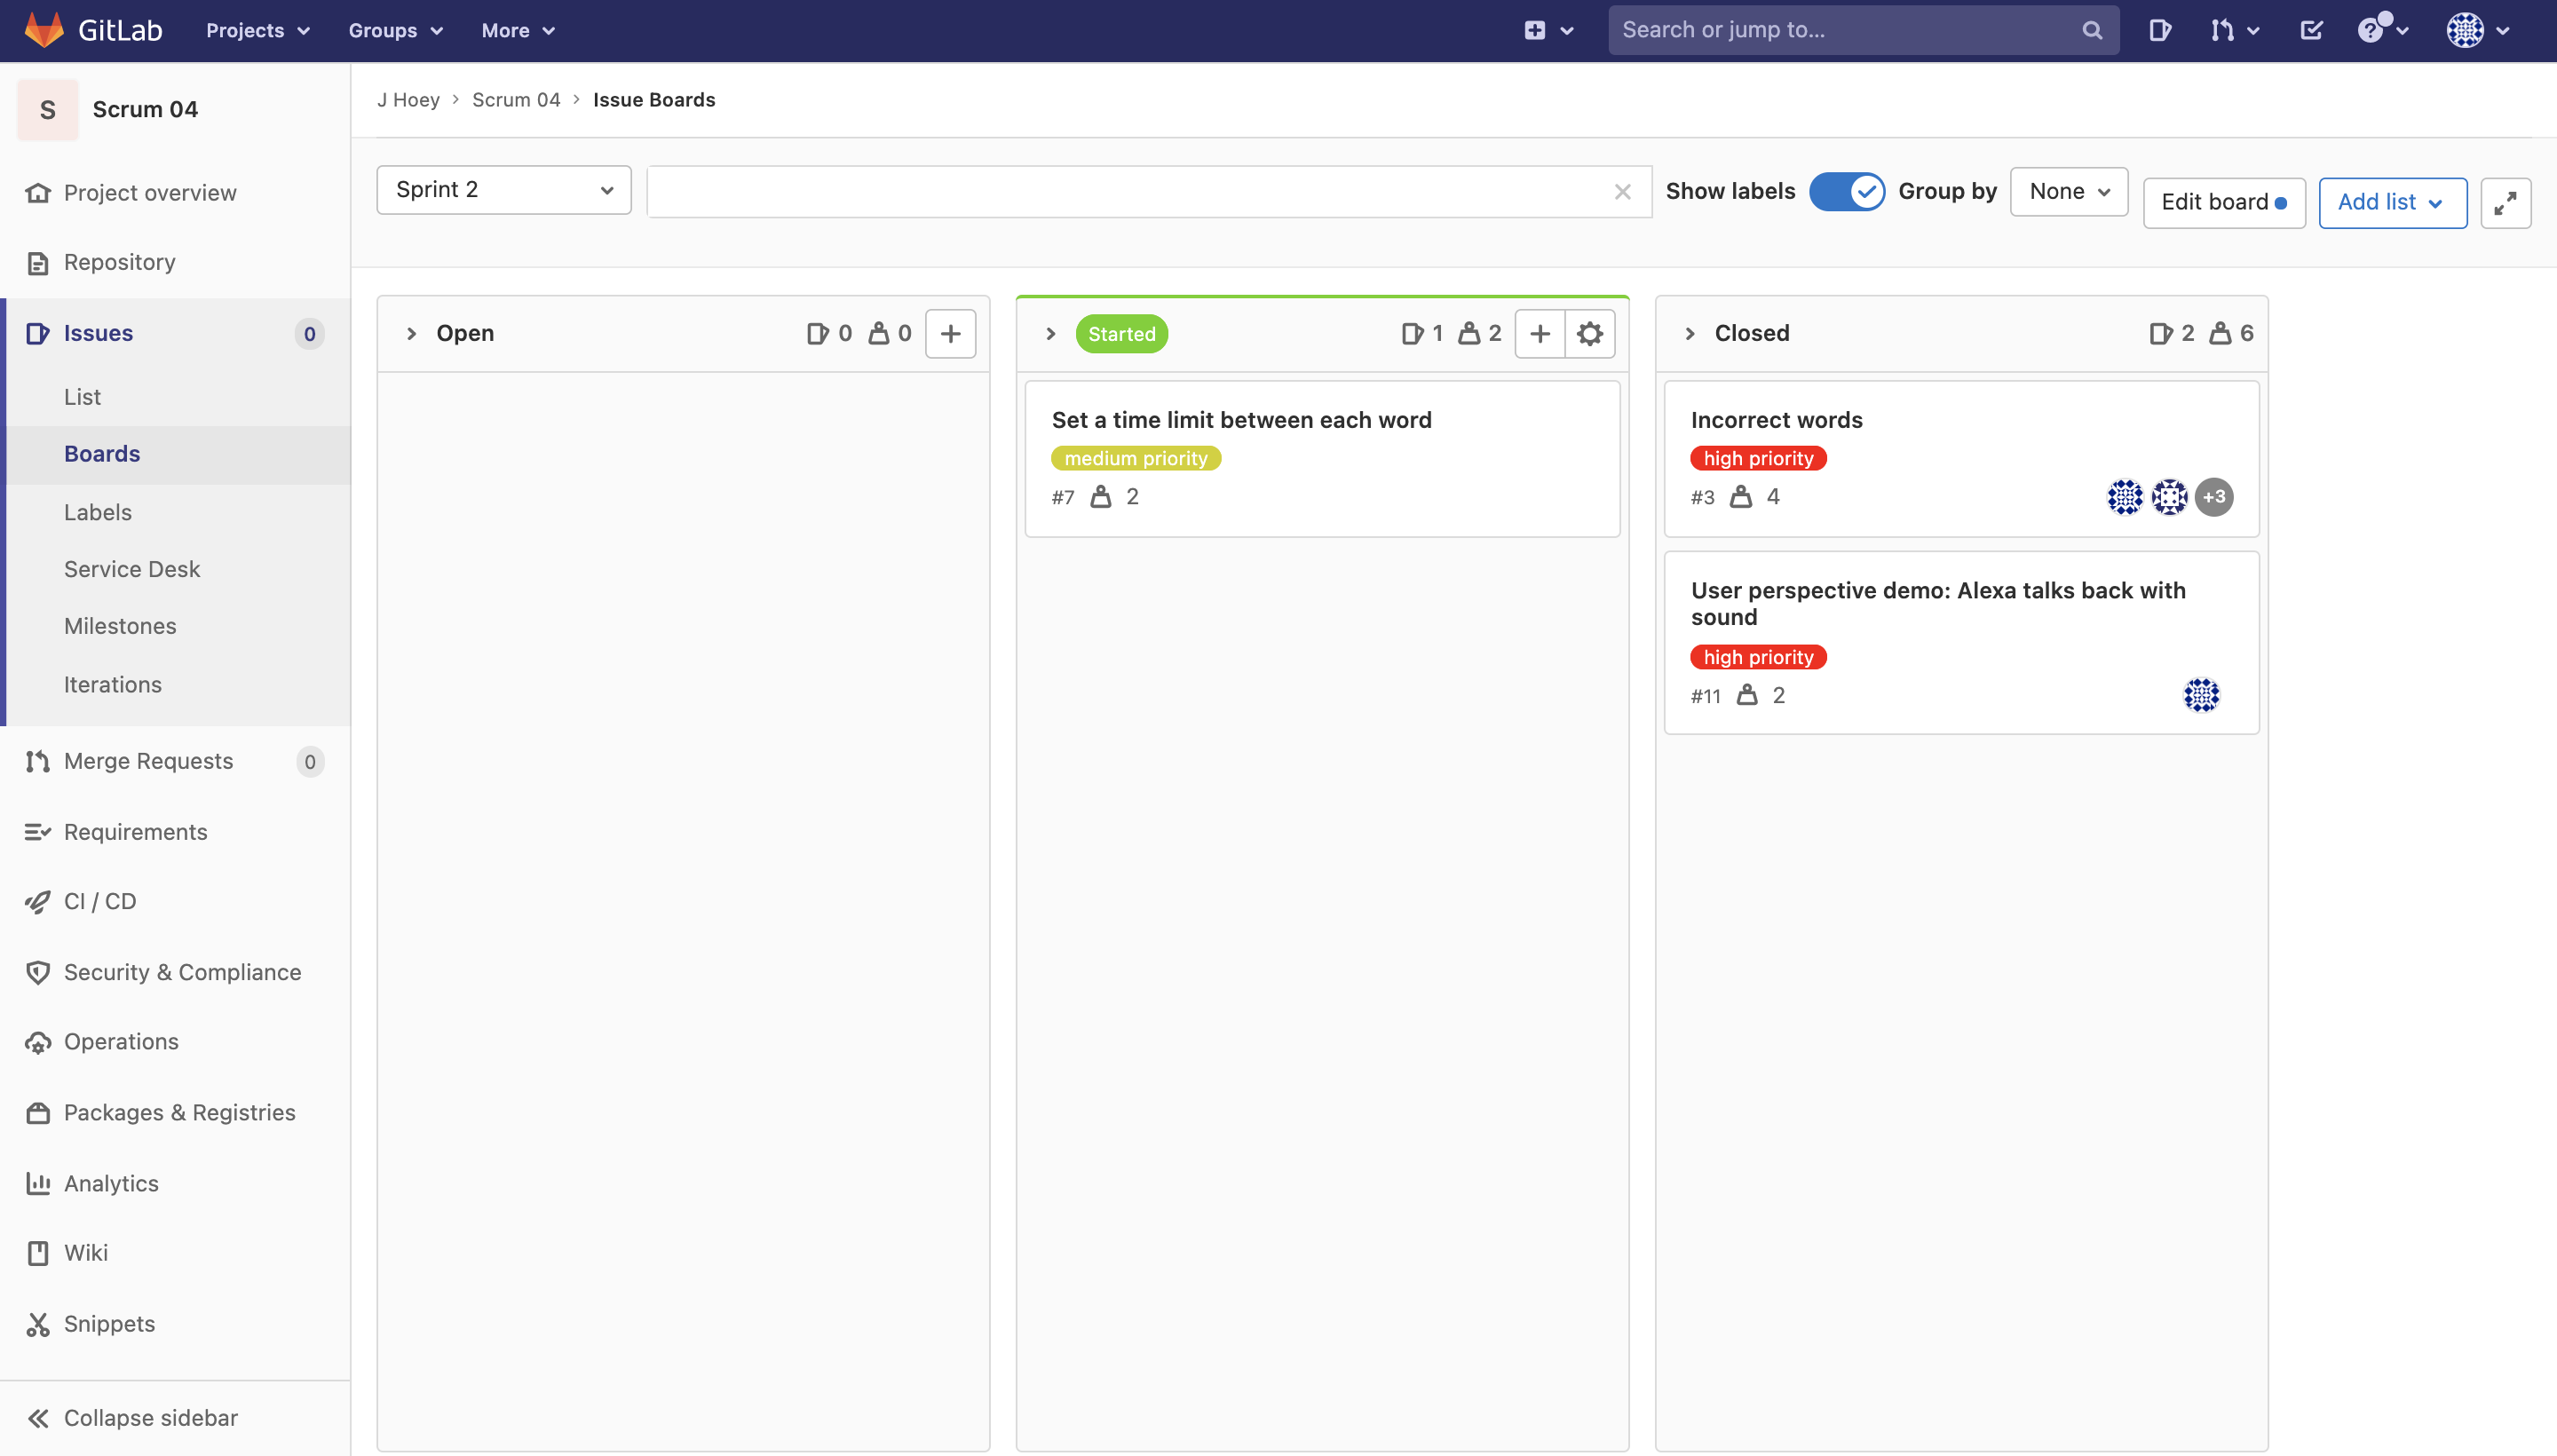 GitLab Projects Groups More Search or jump to...
S Scrum 04
J Hoey > Scrum 04 > Issue Boards
Project overview
Repository
Issues 0
List
Boards
Labels
Service Desk
Milestones
Iterations
Merge Requests 0
Requirements
CI / CD
Security & Compliance
Operations
Packages & Registries
Analytics
Wiki
Snippets
Collapse sidebar
Sprint 2 Show labels Group by None Edit board Add list
Open 0 0
Started 1 2
Set a time limit between each word
medium priority
#7 2
Closed 2 6
Incorrect words
high priority
#3 4 +3
User perspective demo: Alexa talks back with
sound
high priority
#11 2